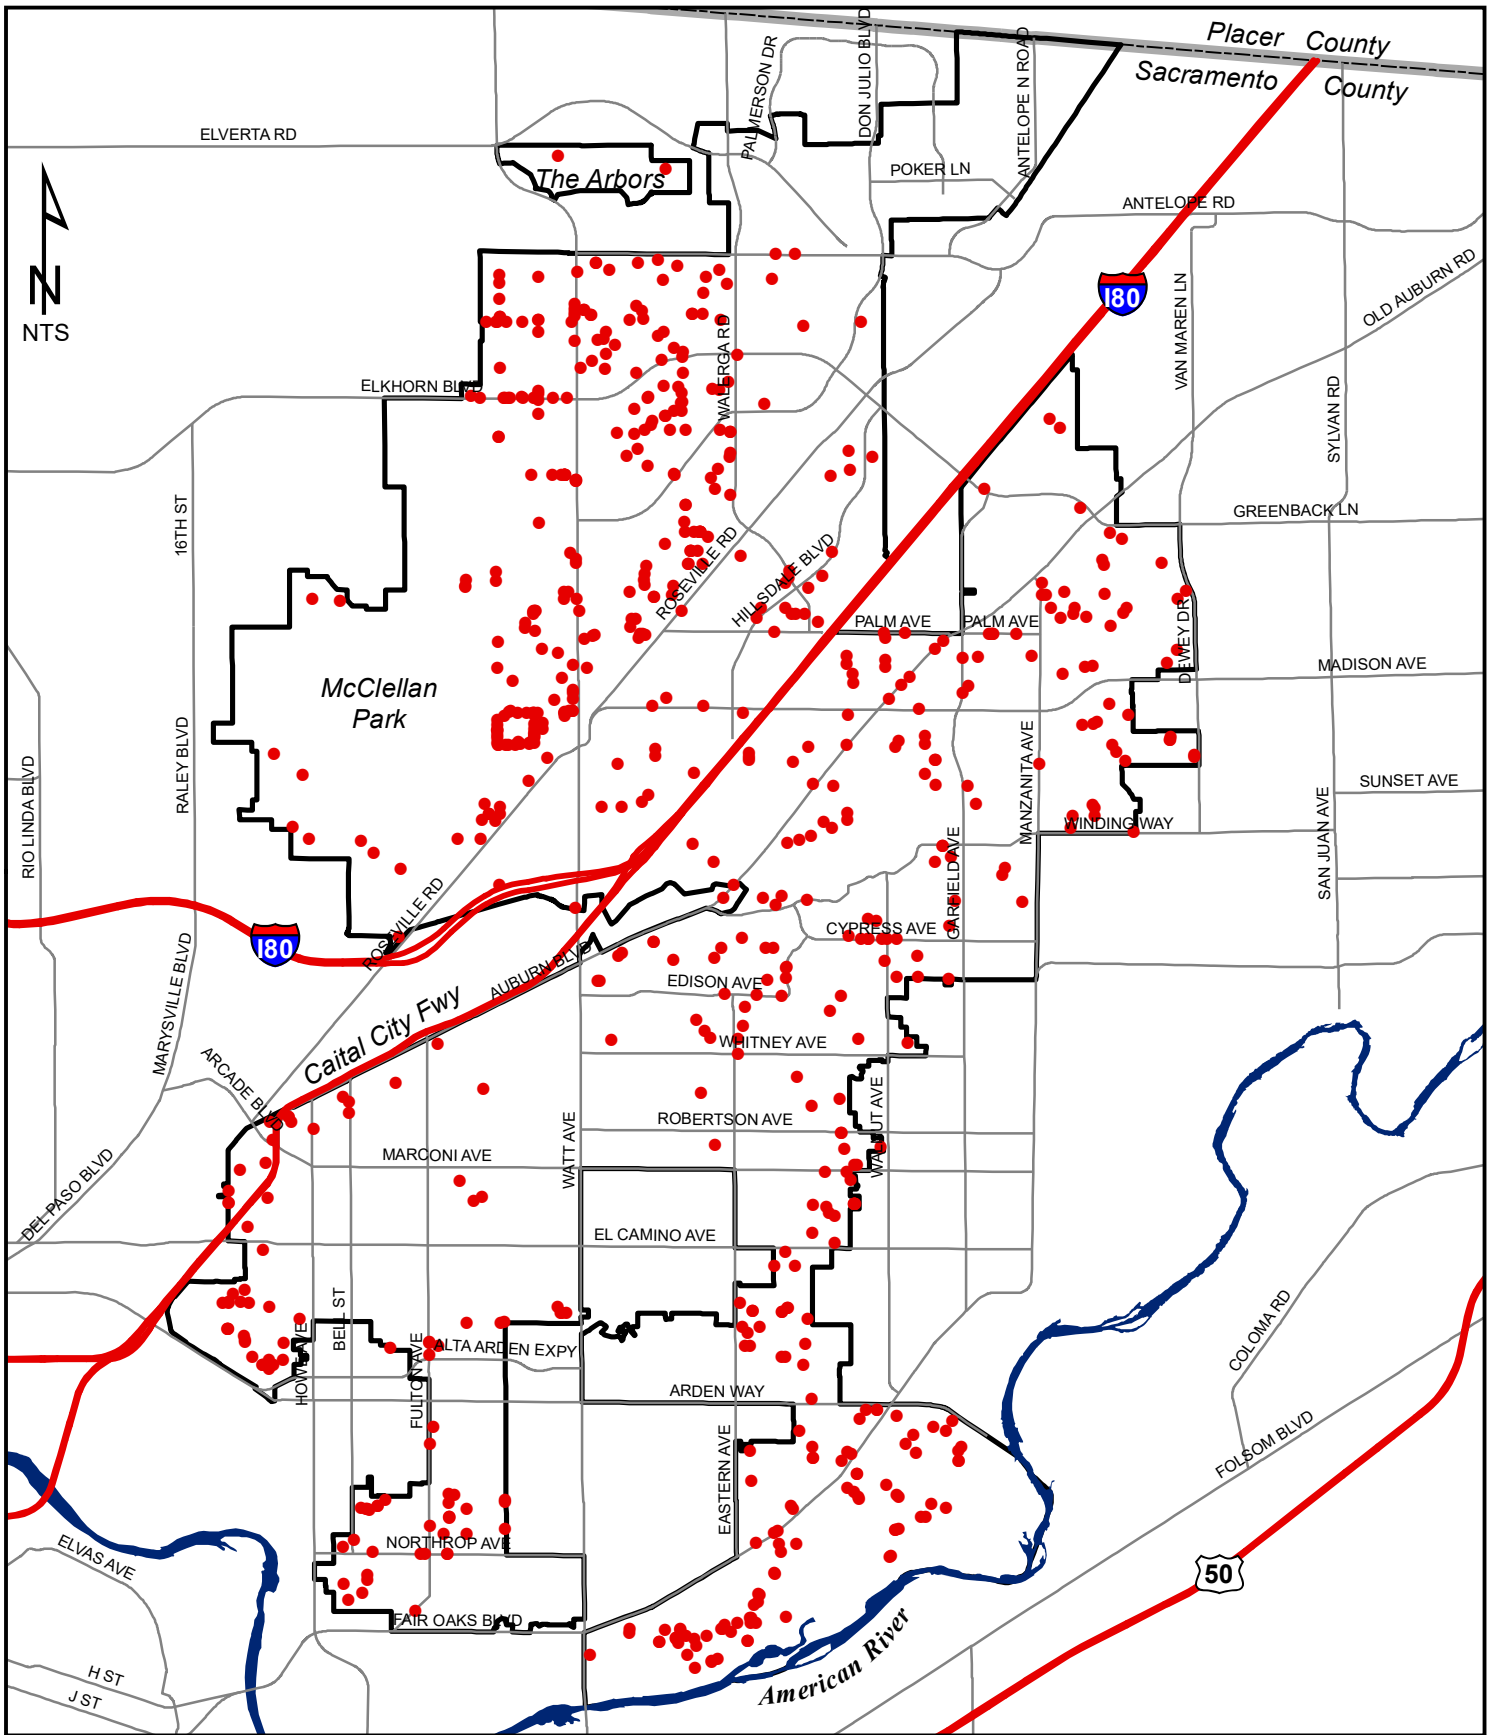 Placer County
Sacramento County
DON JULIO BLVD
PALMERSON DR
ANTELOPE N ROAD
ELVERTA RD
The Arbors
POKER LN
ANTELOPE RD
N
NTS
I80
OLD AUBURN RD
VAN MAREN LN
WALERGA RD
ELKHORN BLVD
SYLVAN RD
16TH ST
GREENBACK LN
ROSEVILLE RD
HILLSDALE BLVD
PALM AVE
PALM AVE
DEWEY DR
MADISON AVE
McClellan
Park
RALEY BLVD
RIO LINDA BLVD
MANZANITA AVE
SUNSET AVE
WINDING WAY
SAN JUAN AVE
GARFIELD AVE
ROSEVILLE RD
I80
CYPRESS AVE
AUBURN BLVD
EDISON AVE
MARYSVILLE BLVD
Caital City Fwy
WHITNEY AVE
ARCADE BLVD
WALNUT AVE
ROBERTSON AVE
WATT AVE
MARCONI AVE
DEL PASO BLVD
EL CAMINO AVE
BELL ST
HOWE AVE
FULTON AVE
ALTA ARDEN EXPY
COLOMA RD
ARDEN WAY
EASTERN AVE
FOLSOM BLVD
NORTHROP AVE
ELVAS AVE
50
FAIR OAKS BLVD
American River
H ST
J ST